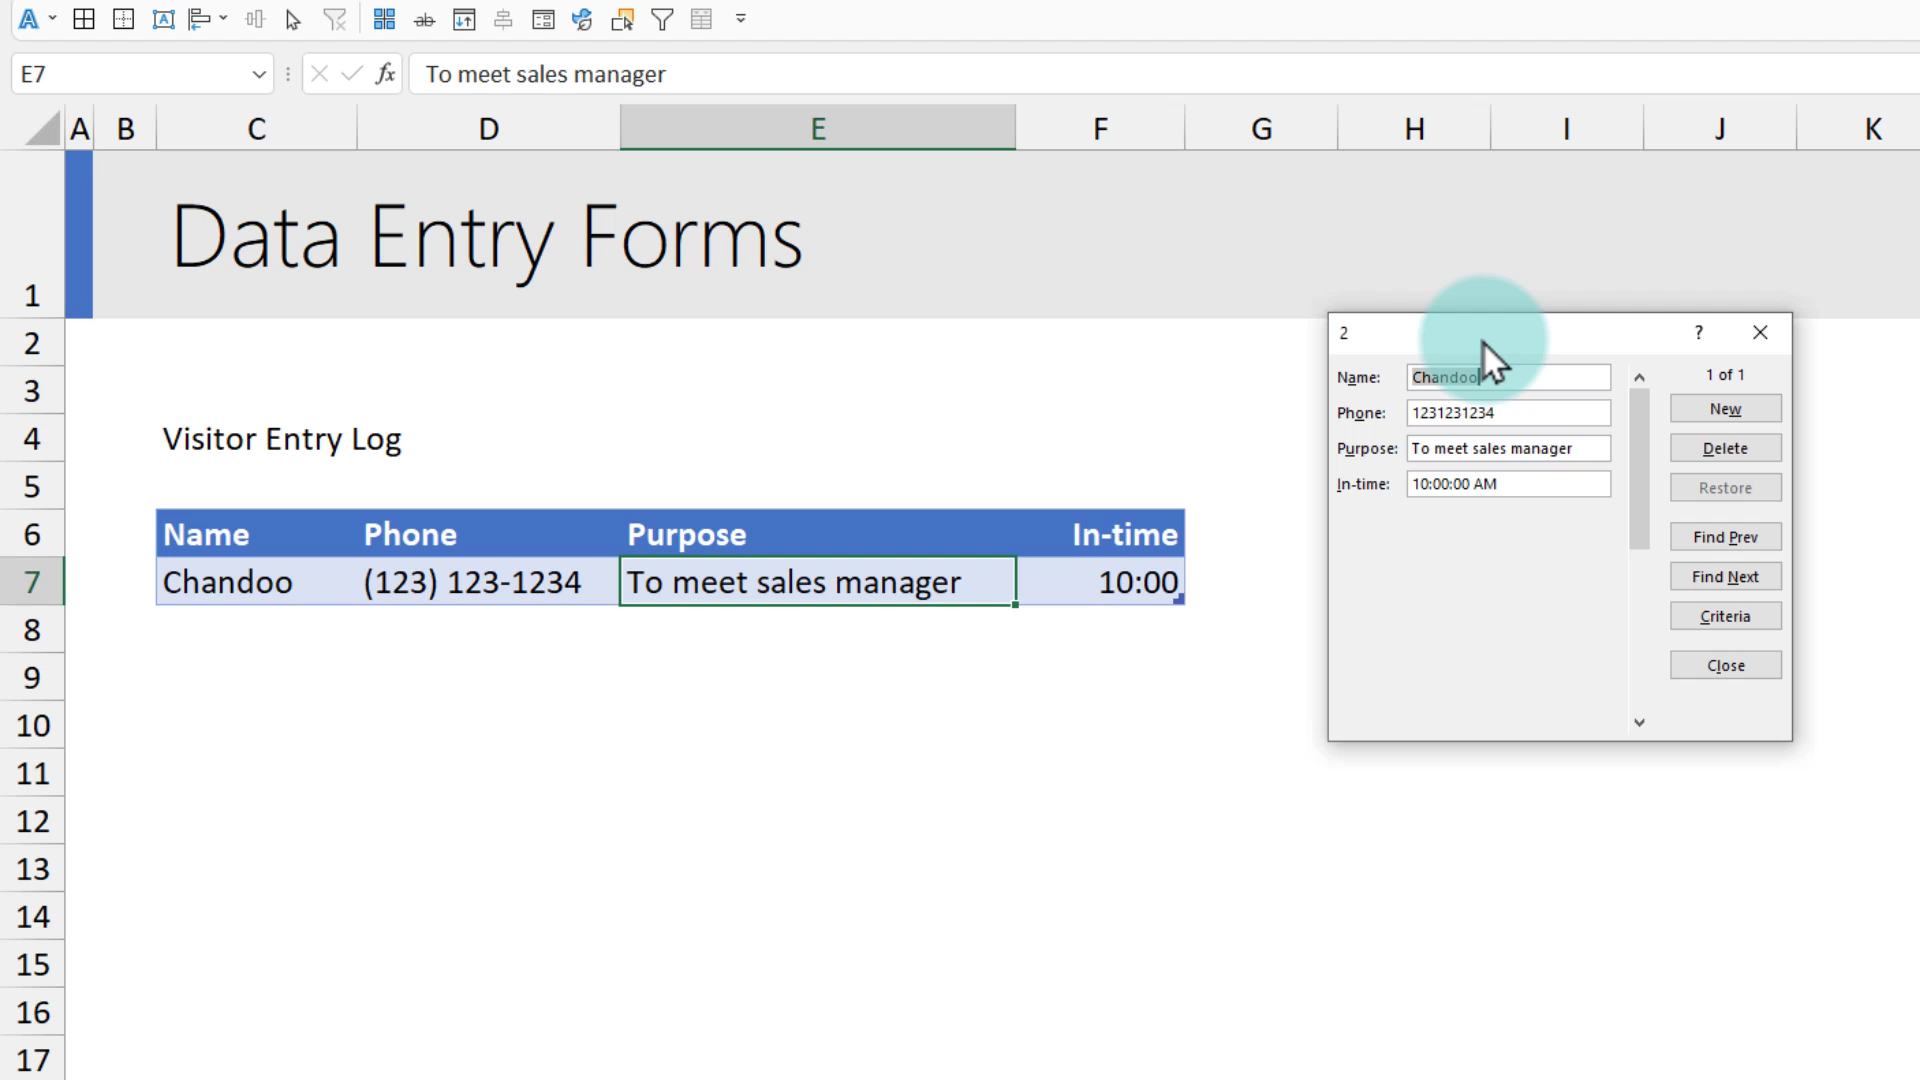 E7
fx To meet sales manager
A B C D E F G H I J K
Data Entry Forms
1
2
2 ?
Name: Chandoo 1 of 1
3
Phone: 1231231234 New
4 Visitor Entry Log
Purpose: To meet sales manager Delete
5
In-time: 10:00:00 AM Restore
6 Name Phone Purpose In-time
Find Prev
7 Chandoo (123) 123-1234 To meet sales manager 10:00
Find Next
8
Criteria
9
Close
10
11
12
13
14
15
16
17